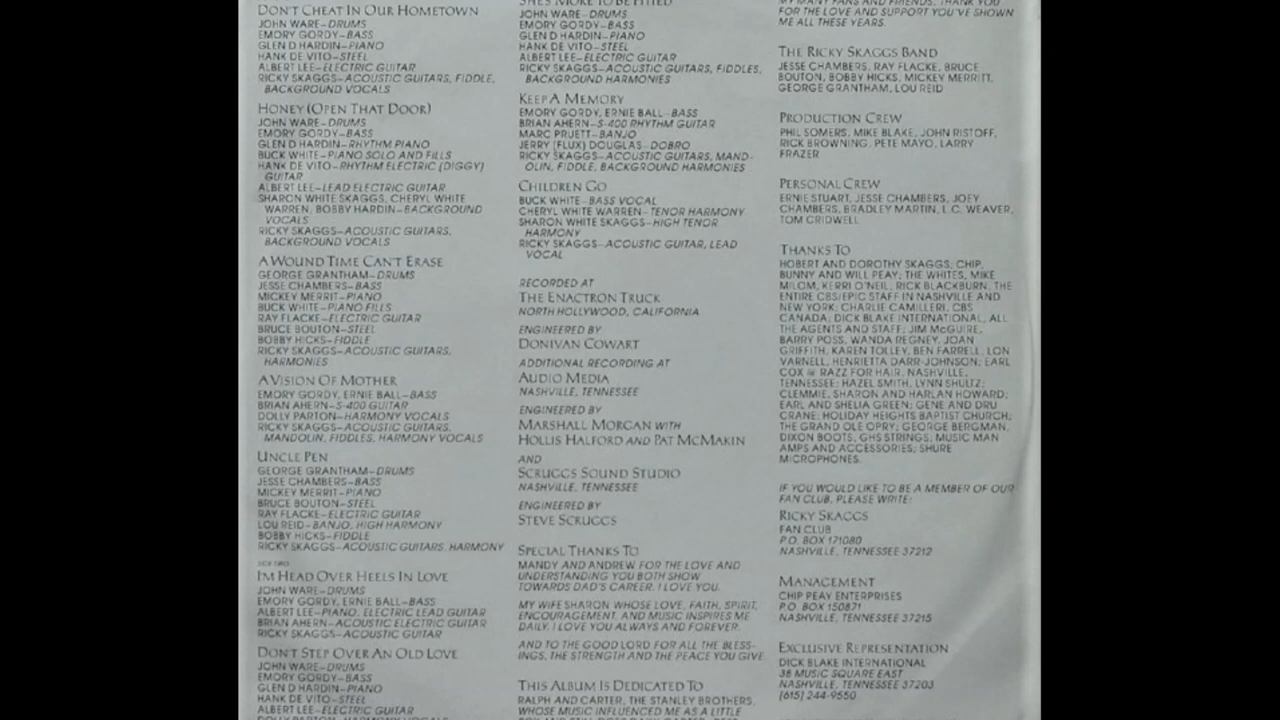 DON'T CHEAT IN OUR HOMETOWN
JOHN WARE–DRUMS
EMORY GORDY–BASS
GLEN D HARDIN–PIANO
HANK DE VITO–STEEL
ALBERT LEE–ELECTRIC GUITAR
RICKY SKAGGS–ACOUSTIC GUITARS, FIDDLE,
BACKGROUND VOCALS
HONEY (OPEN THAT DOOR)
JOHN WARE–DRUMS
EMORY GORDY–BASS
GLEN D HARDIN–RHYTHM PIANO
BUCK WHITE–PIANO SOLO AND FILLS
HANK DE VITO–RHYTHM ELECTRIC (DIGGY)
GUITAR
ALBERT LEE–LEAD ELECTRIC GUITAR
SHARON WHITE SKAGGS, CHERYL WHITE
WARREN, BOBBY HARDIN–BACKGROUND
VOCALS
RICKY SKAGGS–ACOUSTIC GUITARS,
BACKGROUND VOCALS
A WOUND TIME CAN'T ERASE
GEORGE GRANTHAM–DRUMS
JESSE CHAMBERS–BASS
MICKEY MERRIT–PIANO
BUCK WHITE–PIANO FILLS
RAY FLACKE–ELECTRIC GUITAR
BRUCE BOUTON–STEEL
BOBBY HICKS–FIDDLE
RICKY SKAGGS–ACOUSTIC GUITARS,
HARMONIES
A VISION OF MOTHER
EMORY GORDY, ERNIE BALL–BASS
BRIAN AHERN–S-400 GUITAR
DOLLY PARTON–HARMONY VOCALS
RICKY SKAGGS–ACOUSTIC GUITARS,
MANDOLIN, FIDDLES, HARMONY VOCALS
UNCLE PEN
GEORGE GRANTHAM–DRUMS
JESSE CHAMBERS–BASS
MICKEY MERRIT–PIANO
BRUCE BOUTON–STEEL
RAY FLACKE–ELECTRIC GUITAR
LOU REID–BANJO, HIGH HARMONY
BOBBY HICKS–FIDDLE
RICKY SKAGGS–ACOUSTIC GUITARS, HARMONY
SIDE TWO
I'M HEAD OVER HEELS IN LOVE
JOHN WARE–DRUMS
EMORY GORDY, ERNIE BALL–BASS
ALBERT LEE–PIANO, ELECTRIC LEAD GUITAR
BRIAN AHERN–ACOUSTIC ELECTRIC GUITAR
RICKY SKAGGS–ACOUSTIC GUITAR
DON'T STEP OVER AN OLD LOVE
JOHN WARE–DRUMS
EMORY GORDY–BASS
GLEN D HARDIN–PIANO
HANK DE VITO–STEEL
ALBERT LEE–ELECTRIC GUITAR
DOLLY PARTON–HARMONY VOCALS
SHE'S MORE TO BE PITIED
JOHN WARE–DRUMS
EMORY GORDY–BASS
GLEN D HARDIN–PIANO
HANK DE VITO–STEEL
ALBERT LEE–ELECTRIC GUITAR
RICKY SKAGGS–ACOUSTIC GUITARS, FIDDLES,
BACKGROUND HARMONIES
KEEP A MEMORY
EMORY GORDY, ERNIE BALL–BASS
BRIAN AHERN–S-400 RHYTHM GUITAR
MARC PRUETT–BANJO
JERRY (FLUX) DOUGLAS–DOBRO
RICKY SKAGGS–ACOUSTIC GUITARS, MAND-
OLIN, FIDDLE, BACKGROUND HARMONIES
CHILDREN GO
BUCK WHITE–BASS VOCAL
CHERYL WHITE WARREN–TENOR HARMONY
SHARON WHITE SKAGGS–HIGH TENOR
HARMONY
RICKY SKAGGS–ACOUSTIC GUITAR, LEAD
VOCAL
RECORDED AT
THE ENACTRON TRUCK
NORTH HOLLYWOOD, CALIFORNIA
ENGINEERED BY
DONIVAN COWART
ADDITIONAL RECORDING AT
AUDIO MEDIA
NASHVILLE, TENNESSEE
ENGINEERED BY
MARSHALL MORGAN WITH
HOLLIS HALFORD AND PAT MCMAKIN
AND
SCRUGGS SOUND STUDIO
NASHVILLE, TENNESSEE
ENGINEERED BY
STEVE SCRUGGS
SPECIAL THANKS TO
MANDY AND ANDREW FOR THE LOVE AND
UNDERSTANDING YOU BOTH SHOW
TOWARDS DAD'S CAREER. I LOVE YOU.
MY WIFE SHARON WHOSE LOVE, FAITH, SPIRIT,
ENCOURAGEMENT, AND MUSIC INSPIRES ME
DAILY. I LOVE YOU ALWAYS AND FOREVER.
AND TO THE GOOD LORD FOR ALL THE BLESS-
INGS, THE STRENGTH AND THE PEACE YOU GIVE.
THIS ALBUM IS DEDICATED TO
RALPH AND CARTER, THE STANLEY BROTHERS,
WHOSE MUSIC INFLUENCED ME AS A LITTLE
MY MANY FANS AND FRIENDS, THANK YOU
FOR THE LOVE AND SUPPORT YOU'VE SHOWN
ME ALL THESE YEARS.
THE RICKY SKAGGS BAND
JESSE CHAMBERS, RAY FLACKE, BRUCE
BOUTON, BOBBY HICKS, MICKEY MERRITT,
GEORGE GRANTHAM, LOU REID
PRODUCTION CREW
PHIL SOMERS, MIKE BLAKE, JOHN RISTOFF,
RICK BROWNING, PETE MAYO, LARRY
FRAZER
PERSONAL CREW
ERNIE STUART, JESSE CHAMBERS, JOEY
CHAMBERS, BRADLEY MARTIN, L.C. WEAVER,
TOM CRIDWELL
THANKS TO
HOBERT AND DOROTHY SKAGGS; CHIP,
BUNNY AND WILL PEAY; THE WHITES, MIKE
MILOM, KERRI O'NEIL, RICK BLACKBURN, THE
ENTIRE CBS/EPIC STAFF IN NASHVILLE AND
NEW YORK; CHARLIE CAMILLERI, CBS
CANADA; DICK BLAKE INTERNATIONAL, ALL
THE AGENTS AND STAFF; JIM McGUIRE,
BARRY POSS, WANDA REGNEY, JOAN
GRIFFITH, KAREN TOLLEY, BEN FARRELL, LON
VARNELL, HENRIETTA DARR-JOHNSON; EARL
COX @ RAZZ FOR HAIR, NASHVILLE,
TENNESSEE; HAZEL SMITH, LYNN SHULTZ;
CLEMMIE, SHARON AND HARLAN HOWARD;
EARL AND SHELIA GREEN; GENE AND DRU
CRANE; HOLIDAY HEIGHTS BAPTIST CHURCH;
THE GRAND OLE OPRY; GEORGE BERGMAN,
DIXON BOOTS, GHS STRINGS, MUSIC MAN
AMPS AND ACCESSORIES; SHURE
MICROPHONES.
IF YOU WOULD LIKE TO BE A MEMBER OF OUR
FAN CLUB, PLEASE WRITE:
RICKY SKAGGS
FAN CLUB
P.O. BOX 171080
NASHVILLE, TENNESSEE 37212
MANAGEMENT
CHIP PEAY ENTERPRISES
P.O. BOX 150871
NASHVILLE, TENNESSEE 37215
EXCLUSIVE REPRESENTATION
DICK BLAKE INTERNATIONAL
38 MUSIC SQUARE EAST
NASHVILLE, TENNESSEE 37203
(615) 244-9550